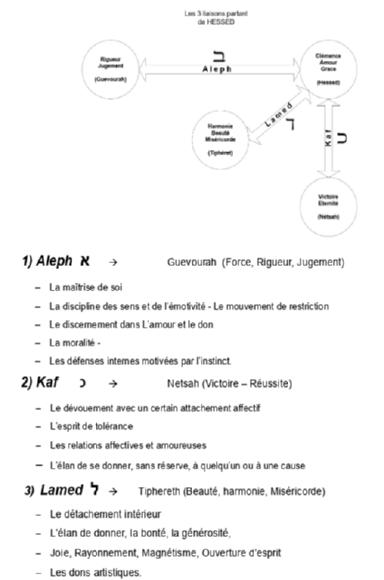 Les 3 liaisons partant
de HESSED
Rigueur
Jugement
(Guevourah)
ב
Aleph
Clémence
Amour
Grace
(Hessed)
Lamed
Harmonie
Beauté
Miséricorde
(Tiphéret)
Kaf
Victoire
Eternité
(Netsah)
1) Aleph א → Guevourah (Force, Rigueur, Jugement)
– La maîtrise de soi
– La discipline des sens et de l'émotivité - Le mouvement de restriction
– Le discernement dans L'amour et le don
– La moralité -
– Les défenses internes motivées par l'instinct.
2) Kaf כ → Netsah (Victoire – Réussite)
– Le dévouement avec un certain attachement affectif
– L'esprit de tolérance
– Les relations affectives et amoureuses
– L'élan de se donner, sans réserve, à quelqu'un ou à une cause
3) Lamed ל → Tiphereth (Beauté, harmonie, Miséricorde)
– Le détachement intérieur
– L'élan de donner, la bonté, la générosité,
– Joie, Rayonnement, Magnétisme, Ouverture d'esprit
– Les dons artistiques.